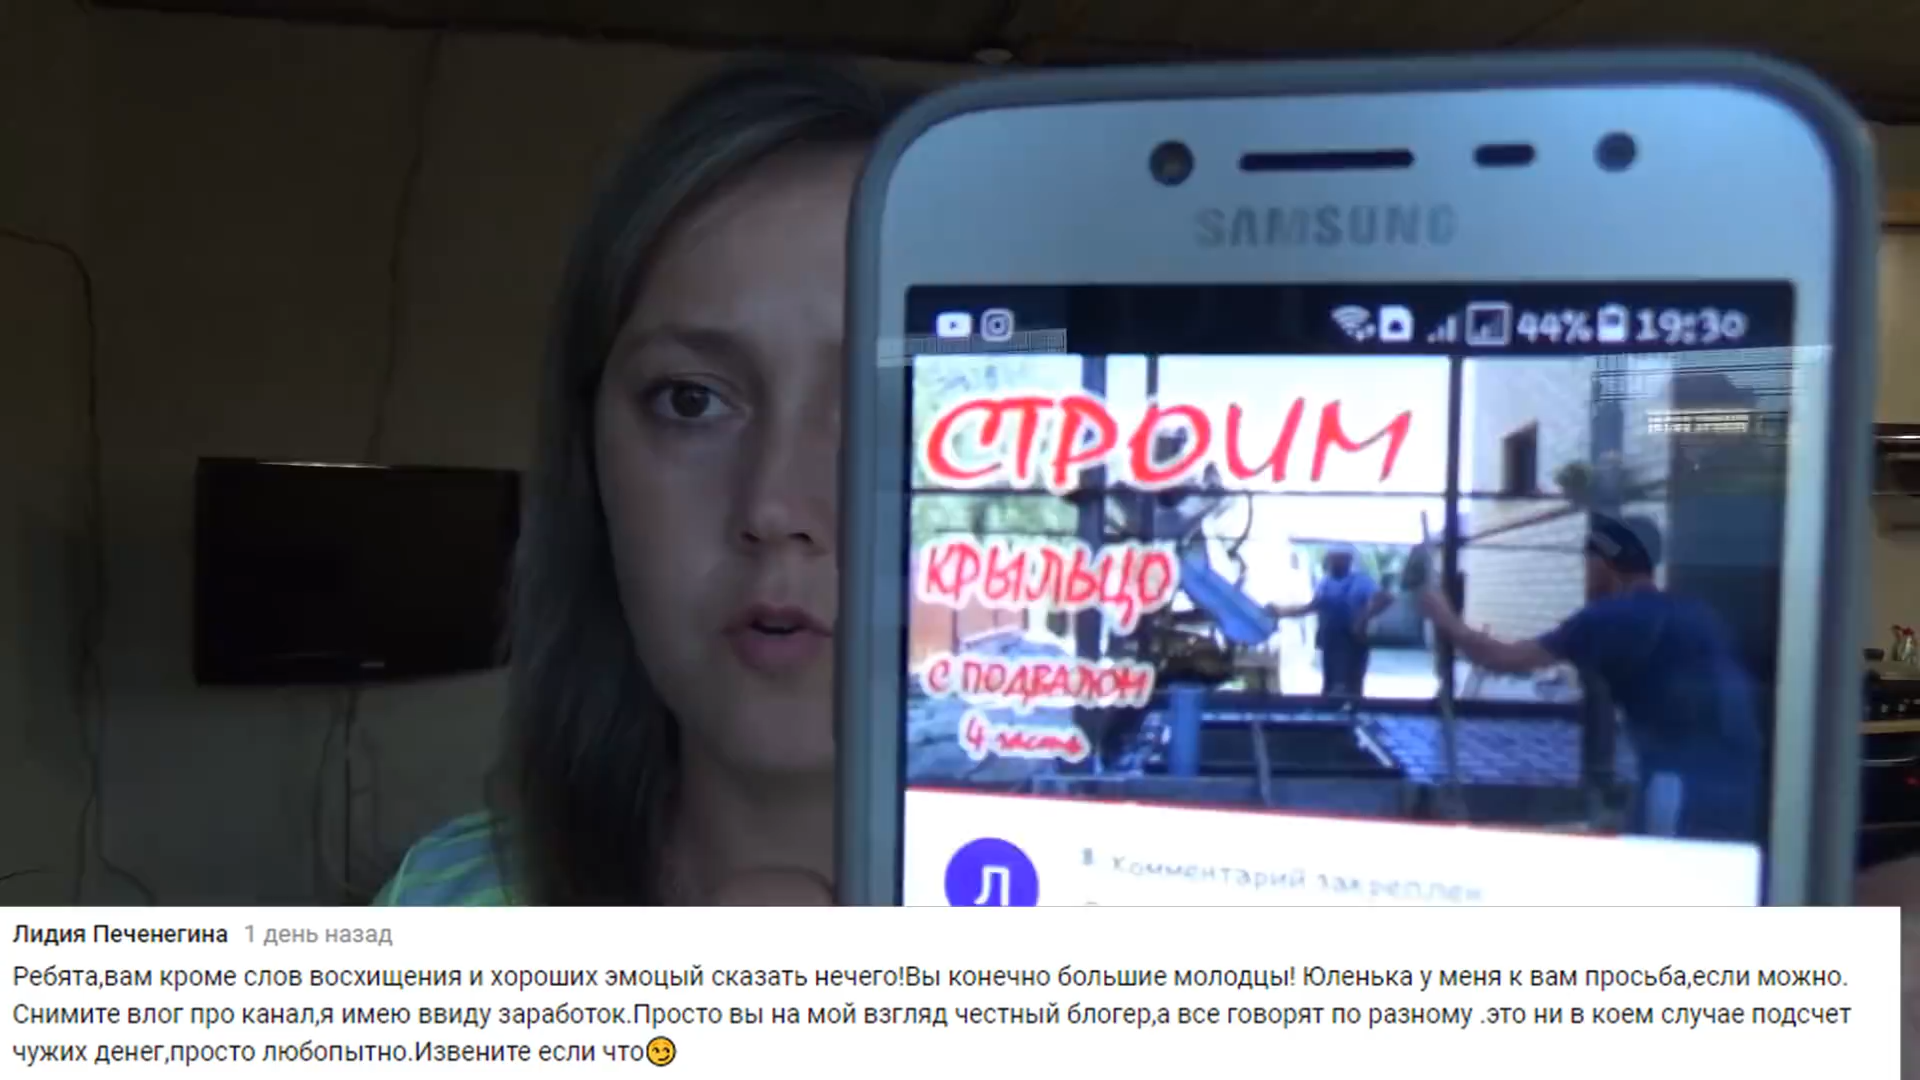 SAMSUNG
44% 19:30
СТРОИМ
КРЫЛЬЦО
С ПОДВАЛОМ
4 часть
Л
Комментарий закреплен
Лидия Печенегина 1 день назад
Ребята,вам кроме слов восхищения и хороших эмоцый сказать нечего!Вы конечно большие молодцы! Юленька у меня к вам просьба,если можно.
Снимите влог про канал,я имею ввиду заработок.Просто вы на мой взгляд честный блогер,а все говорят по разному .это ни в коем случае подсчет
чужих денег,просто любопытно.Извените если что😏